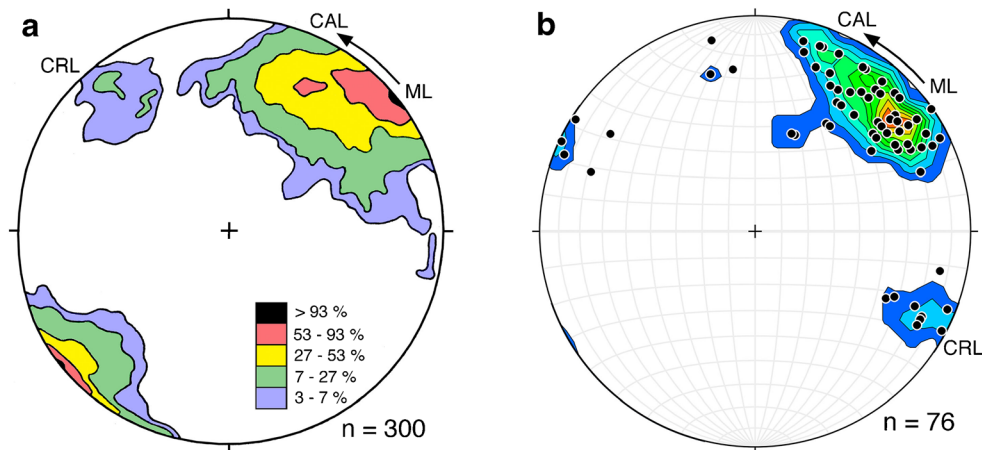 a
CAL
CRL
ML
> 93 %
53 - 93 %
27 - 53 %
7 - 27 %
3 - 7 %
n = 300
b
CAL
ML
CRL
n = 76